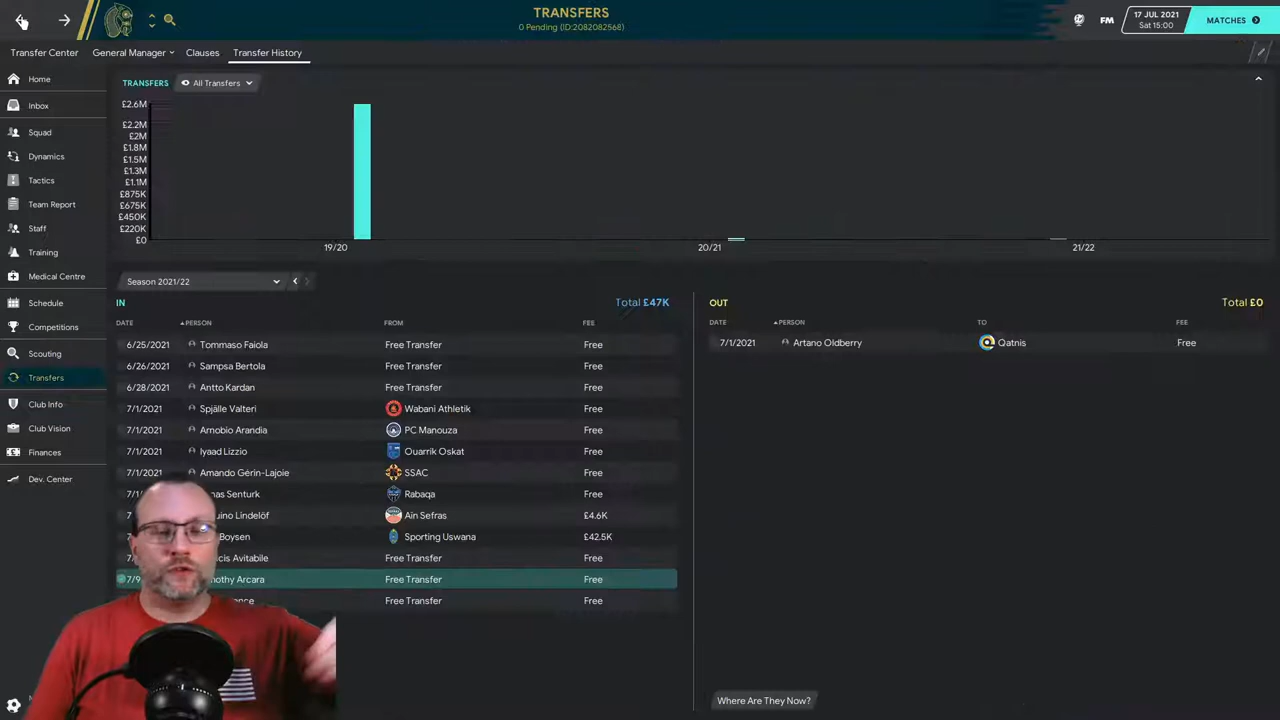 TRANSFERS
0 Pending (ID:2082082568)
FM
17 JUL 2021
Sat 15:00
MATCHES
Transfer Center
General Manager
Clauses
Transfer History
Home
Inbox
Squad
Dynamics
Tactics
Team Report
Staff
Training
Medical Centre
Schedule
Competitions
Scouting
Transfers
Club Info
Club Vision
Finances
Dev. Center
TRANSFERS
All Transfers
£2.6M
£2.2M
£2M
£1.8M
£1.5M
£1.3M
£1.1M
£875K
£675K
£450K
£220K
£0
19/20
20/21
21/22
Season 2021/22
IN
Total £47K
DATE PERSON FROM FEE
6/25/2021 Tommaso Faiola Free Transfer Free
6/26/2021 Sampsa Bertola Free Transfer Free
6/28/2021 Antto Kardan Free Transfer Free
7/1/2021 Spjälle Valteri Wabani Athletik Free
7/1/2021 Arnobio Arandia PC Manouza Free
7/1/2021 Iyaad Lizzio Ouarrik Oskat Free
7/1/2021 Amando Gérin-Lajoie SSAC Free
Senturk Rabaqa Free
Lindelöf Aïn Sefras £4.6K
Boysen Sporting Uswana £42.5K
Avitabile Free Transfer Free
Arcara Free Transfer Free
Free Transfer Free
OUT
Total £0
DATE PERSON TO FEE
7/1/2021 Artano Oldberry Qatnis Free
Where Are They Now?